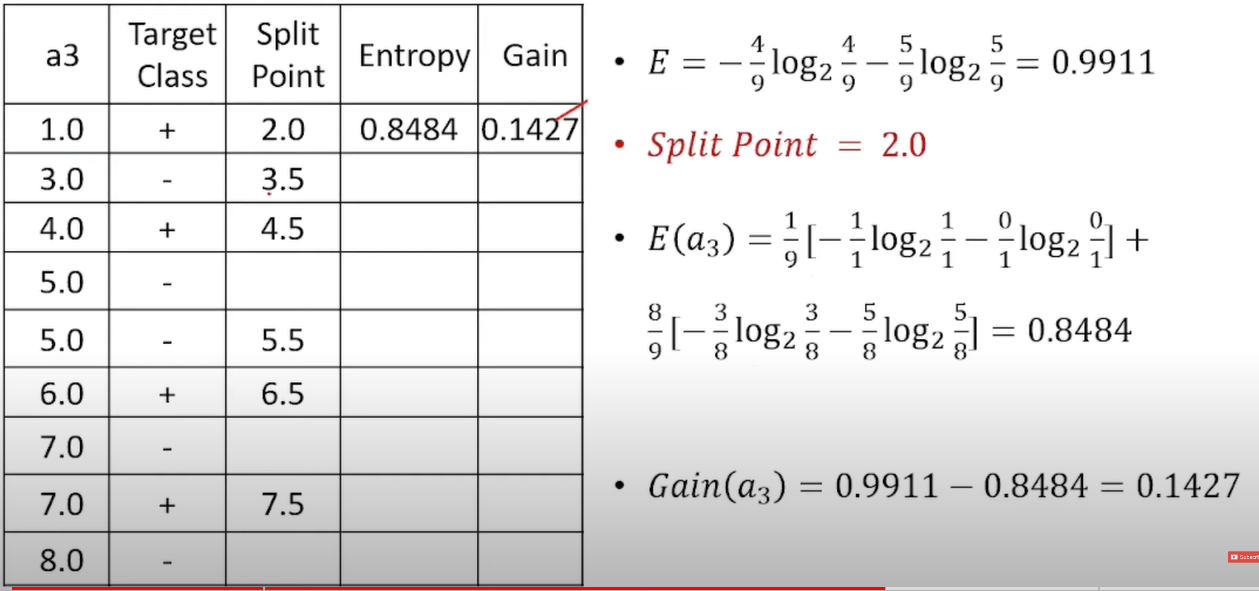 a3 Target Class Split Point Entropy Gain
1.0 + 2.0 0.8484 0.1427
3.0 - 3.5
4.0 + 4.5
5.0 -
5.0 - 5.5
6.0 + 6.5
7.0 -
7.0 + 7.5
8.0 -
• E = −4/9 log₂ 4/9 − 5/9 log₂ 5/9 = 0.9911
• Split Point = 2.0
• E(a₃) = 1/9 [−1/1 log₂ 1/1 − 0/1 log₂ 0/1] +
8/9 [−3/8 log₂ 3/8 − 5/8 log₂ 5/8] = 0.8484
• Gain(a₃) = 0.9911 − 0.8484 = 0.1427